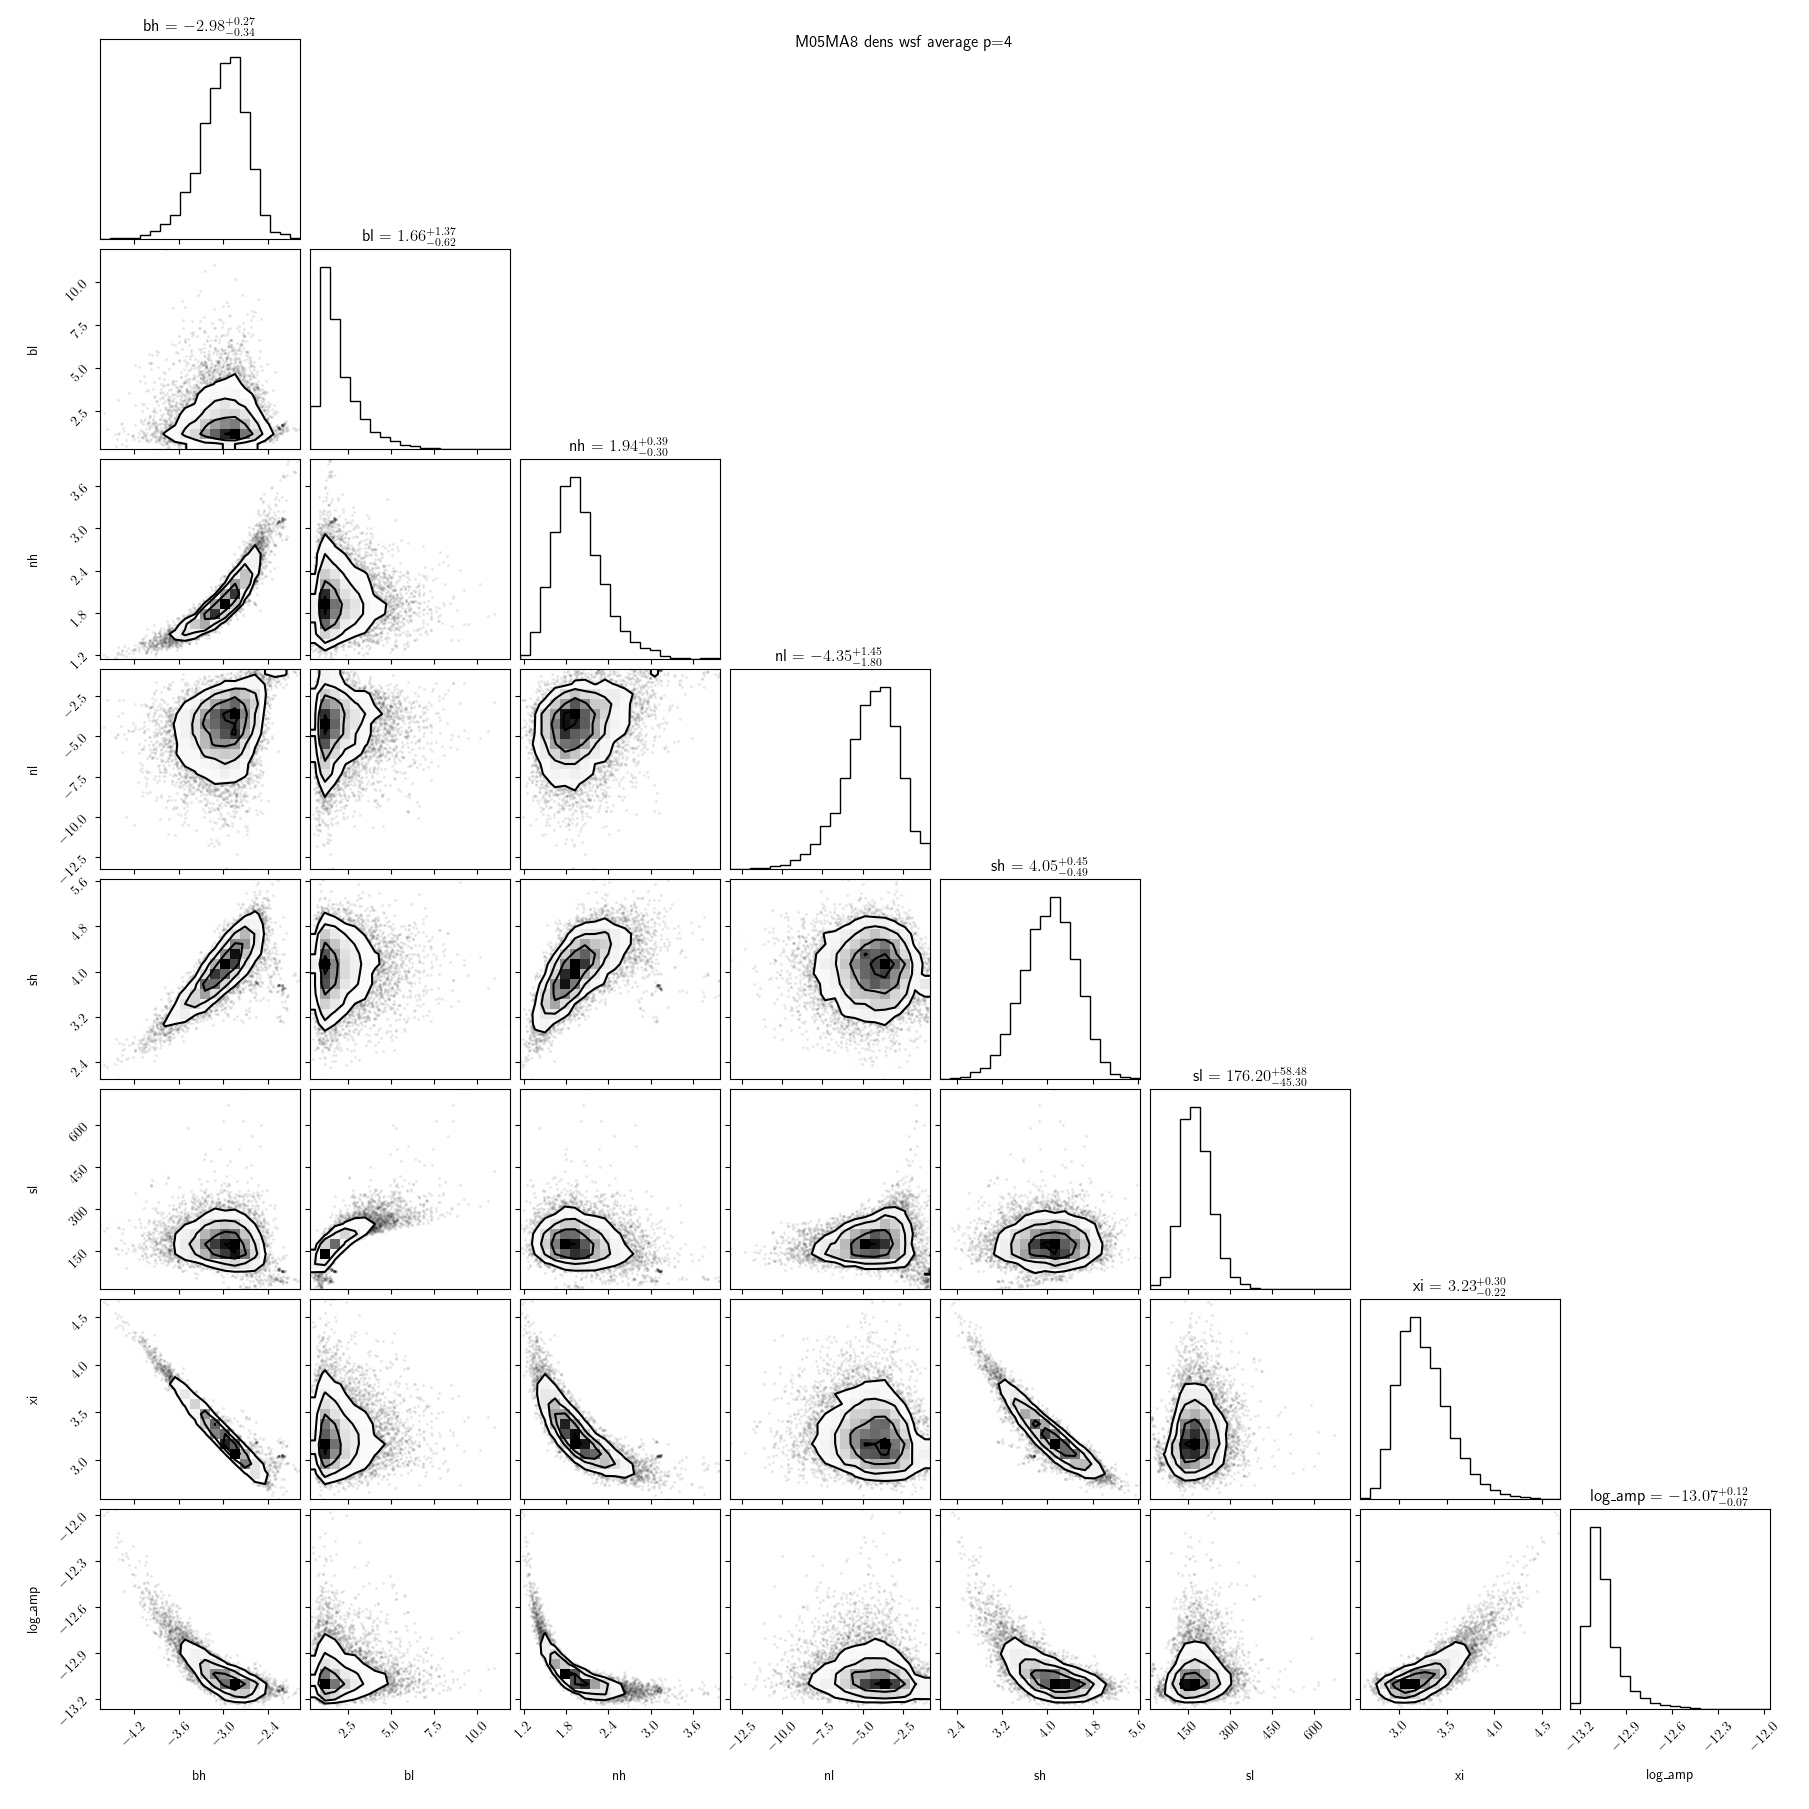 M05MA8 dens wsf average p=4
bh = −2.98+0.27−0.34
bl = 1.66+1.37−0.62
bl
10.0
7.5
5.0
2.5
nh = 1.94+0.39−0.30
nh
3.6
3.0
2.4
1.8
1.2
nl = −4.35+1.45−1.80
nl
−2.5
−5.0
−7.5
−10.0
−12.5
sh = 4.05+0.45−0.49
sh
5.6
4.8
4.0
3.2
2.4
sl = 176.20+58.48−45.30
sl
600
450
300
150
xi = 3.23+0.30−0.22
xi
4.5
4.0
3.5
3.0
log_amp = −13.07+0.12−0.07
log_amp
−12.0
−12.3
−12.6
−12.9
−13.2
−4.2 −3.6 −3.0 −2.4 2.5 5.0 7.5 10.0 1.2 1.8 2.4 3.0 3.6 −12.5 −10.0 −7.5 −5.0 −2.5 2.4 3.2 4.0 4.8 5.6 150 300 450 600 3.0 3.5 4.0 4.5 −13.2 −12.9 −12.6 −12.3 −12.0
bh bl nh nl sh sl xi log_amp